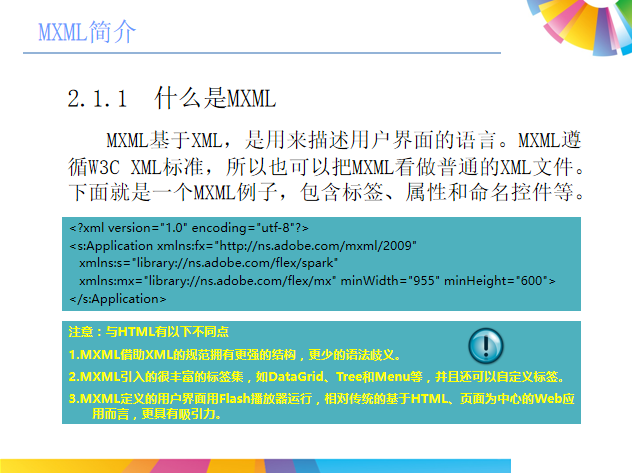 MXML简介
2.1.1 什么是MXML
MXML基于XML，是用来描述用户界面的语言。MXML遵
循W3C XML标准，所以也可以把MXML看做普通的XML文件。
下面就是一个MXML例子，包含标签、属性和命名控件等。
<?xml version="1.0" encoding="utf-8"?>
<s:Application xmlns:fx="http://ns.adobe.com/mxml/2009"
xmlns:s="library://ns.adobe.com/flex/spark"
xmlns:mx="library://ns.adobe.com/flex/mx" minWidth="955" minHeight="600">
</s:Application>
注意：与HTML有以下不同点
1.MXML借助XML的规范拥有更强的结构，更少的语法歧义。
2.MXML引入的很丰富的标签集，如DataGrid、Tree和Menu等，并且还可以自定义标签。
3.MXML定义的用户界面用Flash播放器运行，相对传统的基于HTML、页面为中心的Web应
用而言，更具有吸引力。